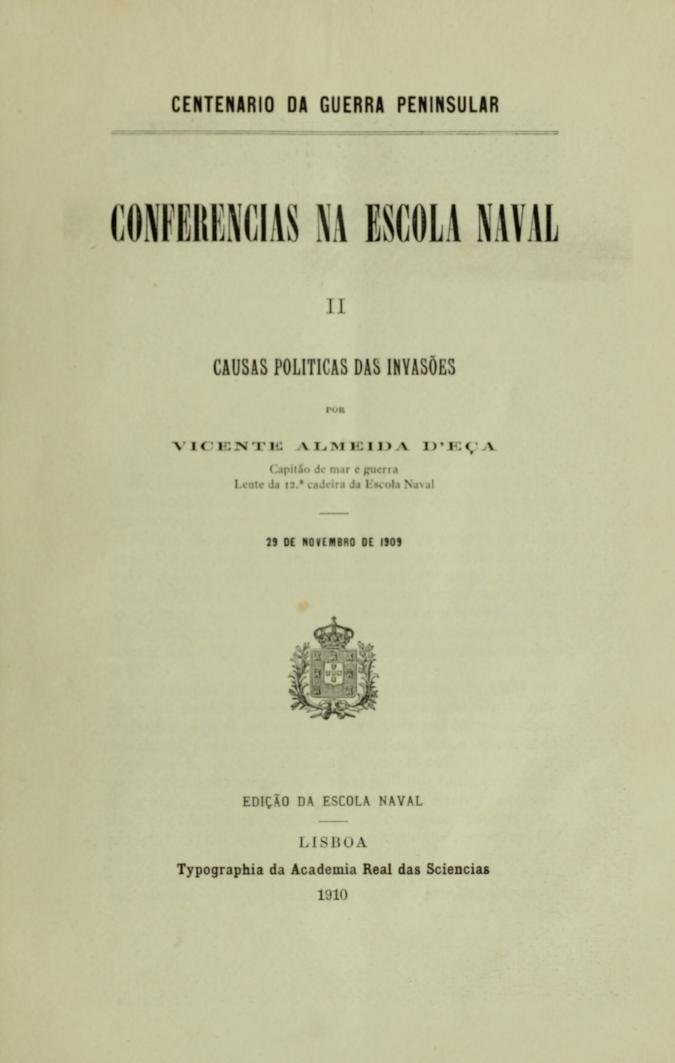 CENTENARIO DA GUERRA PENINSULAR
CONFERENCIAS NA ESCOLA NAVAL
II
CAUSAS POLITICAS DAS INVASÕES
POR
VICENTE ALMEIDA D'EÇA
Capitão de mar e guerra
Lente da 12.ª cadeira da Escola Naval
29 DE NOVEMBRO DE 1909
EDIÇÃO DA ESCOLA NAVAL
LISBOA
Typographia da Academia Real das Sciencias
1910